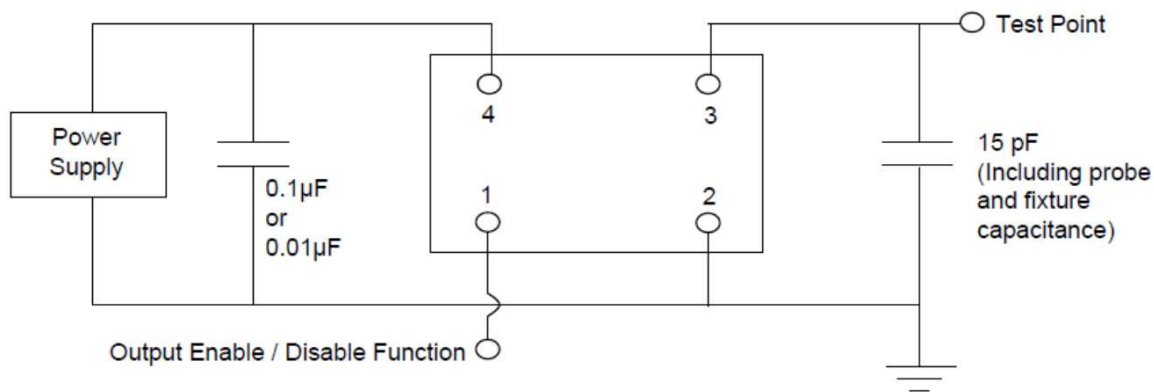 Test Point
4
3
Power
Supply
15 pF
(Including probe
and fixture
capacitance)
0.1µF
or
0.01µF
1
2
Output Enable / Disable Function